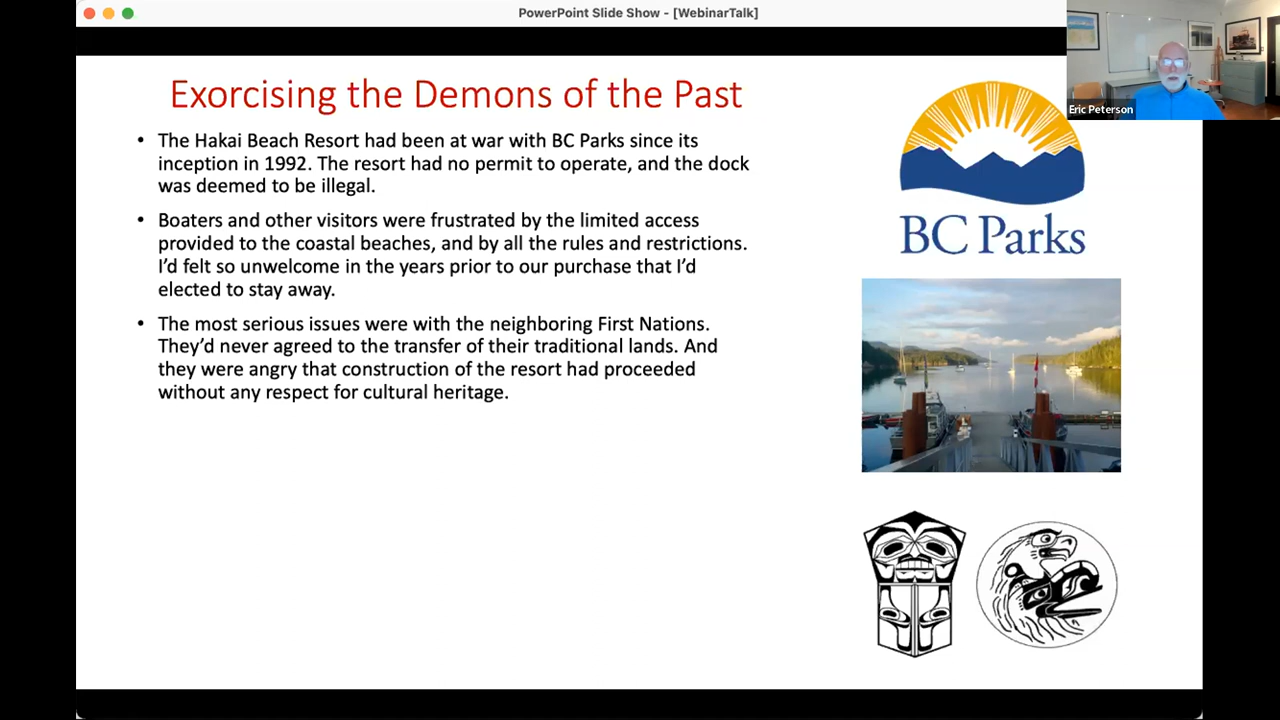 PowerPoint Slide Show - [WebinarTalk]
Eric Peterson
Exorcising the Demons of the Past
• The Hakai Beach Resort had been at war with BC Parks since its
inception in 1992. The resort had no permit to operate, and the dock
was deemed to be illegal.
• Boaters and other visitors were frustrated by the limited access
provided to the coastal beaches, and by all the rules and restrictions.
I'd felt so unwelcome in the years prior to our purchase that I'd
elected to stay away.
• The most serious issues were with the neighboring First Nations.
They'd never agreed to the transfer of their traditional lands. And
they were angry that construction of the resort had proceeded
without any respect for cultural heritage.
BC Parks